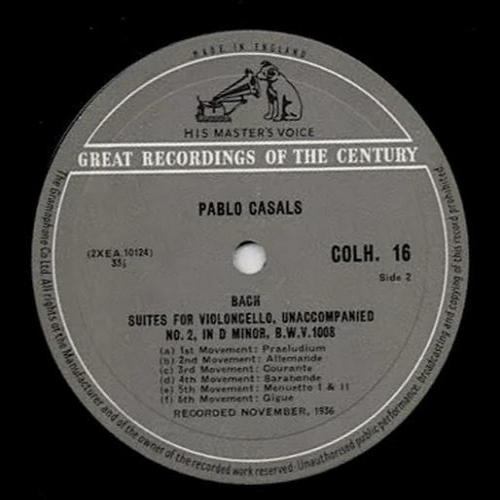 MADE IN ENGLAND
HIS MASTER'S VOICE
GREAT RECORDINGS OF THE CENTURY
PABLO CASALS
(2XEA.10124)
33⅓
COLH. 16
Side 2
BACH
SUITES FOR VIOLONCELLO, UNACCOMPANIED
NO. 2, IN D MINOR, B.W.V.1008
(a) 1st Movement: Praeludium
(b) 2nd Movement: Allemande
(c) 3rd Movement: Courante
(d) 4th Movement: Sarabande
(e) 5th Movement: Menuetto I & II
(f) 6th Movement: Gigue
RECORDED NOVEMBER, 1936
The Gramophone Co Ltd. All rights of the Manufacturer and of the owner of the recorded work reserved · Unauthorised public performance, broadcasting and copying of this record prohibited